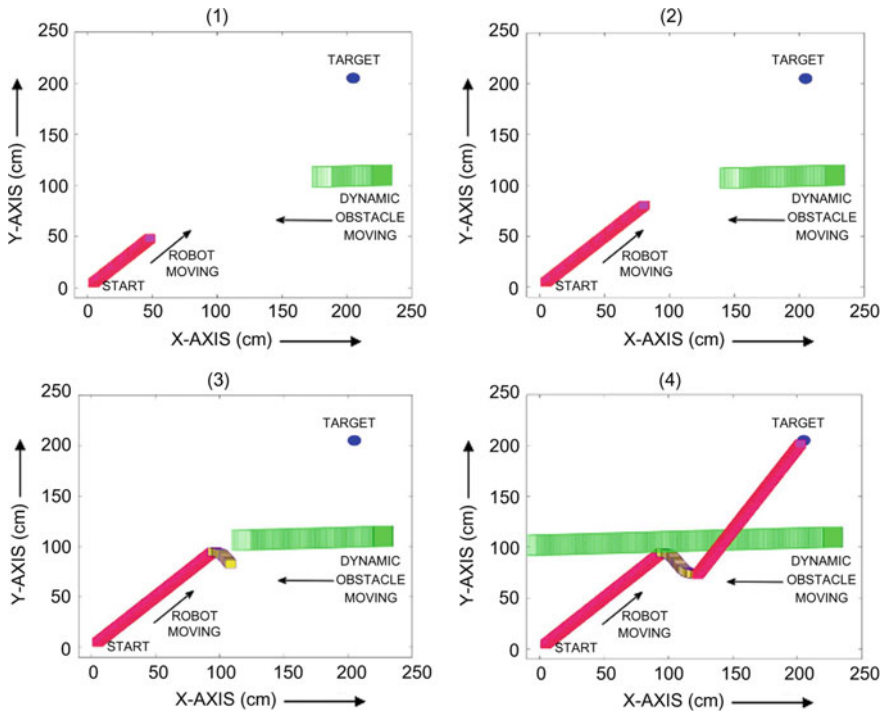 (1)
250
200
150
100
50
0
Y-AXIS (cm)
TARGET
DYNAMIC
OBSTACLE
MOVING
ROBOT
MOVING
START
0 50 100 150 200 250
X-AXIS (cm)
(2)
250
200
150
100
50
0
Y-AXIS (cm)
TARGET
DYNAMIC
OBSTACLE
MOVING
ROBOT
MOVING
START
0 50 100 150 200 250
X-AXIS (cm)
(3)
250
200
150
100
50
0
Y-AXIS (cm)
TARGET
DYNAMIC
OBSTACLE
MOVING
ROBOT
MOVING
START
0 50 100 150 200 250
X-AXIS (cm)
(4)
250
200
150
100
50
0
Y-AXIS (cm)
TARGET
DYNAMIC
OBSTACLE
MOVING
ROBOT
MOVING
START
0 50 100 150 200 250
X-AXIS (cm)